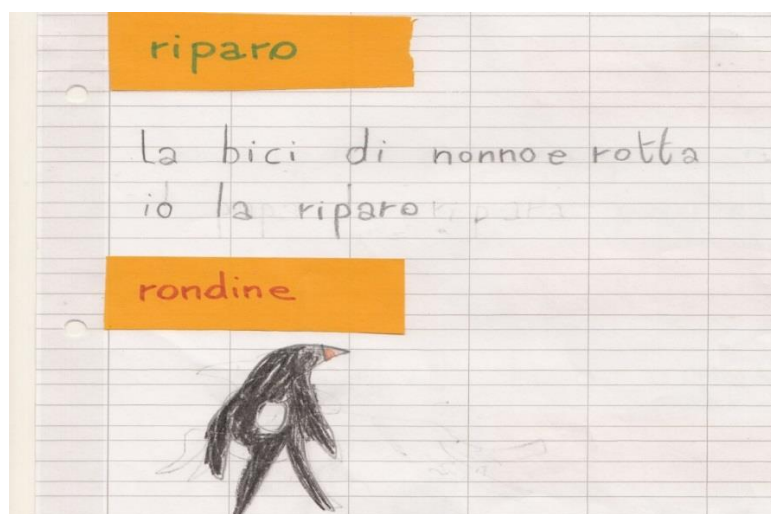 riparo
la bici di nonno e rotta
io la riparo
rondine